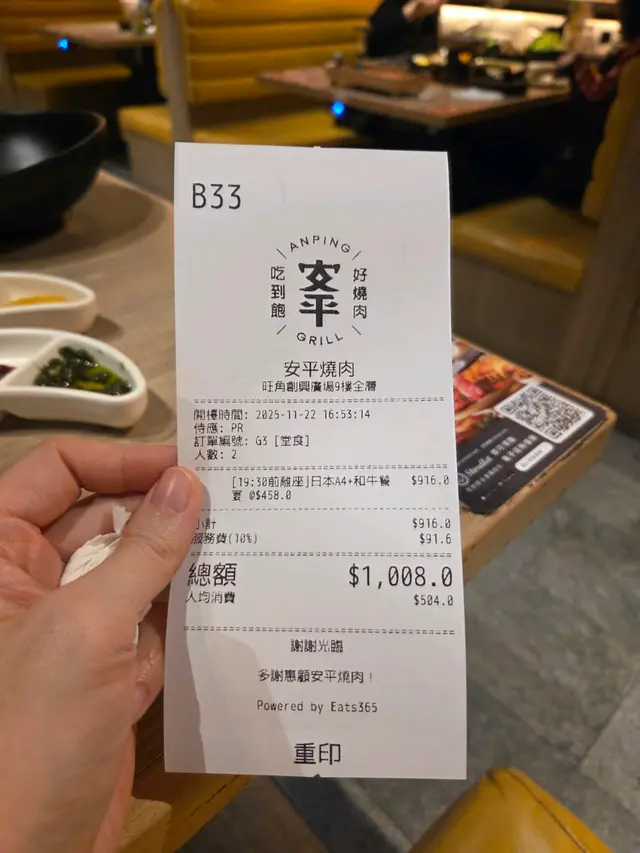 B33
ANPING
吃到飽
安平
好燒肉
GRILL
安平燒肉
旺角創興廣場9樓全層
開檯時間: 2025-11-22 16:53:14
侍應: PR
訂單編號: G3 [堂食]
人數: 2
[19:30前離座]日本A4+和牛饗 $916.0
宴 @$458.0
小計 $916.0
服務費(10%) $91.6
總額 $1,008.0
人均消費 $504.0
謝謝光臨
多謝惠顧安平燒肉！
Powered by Eats365
重印